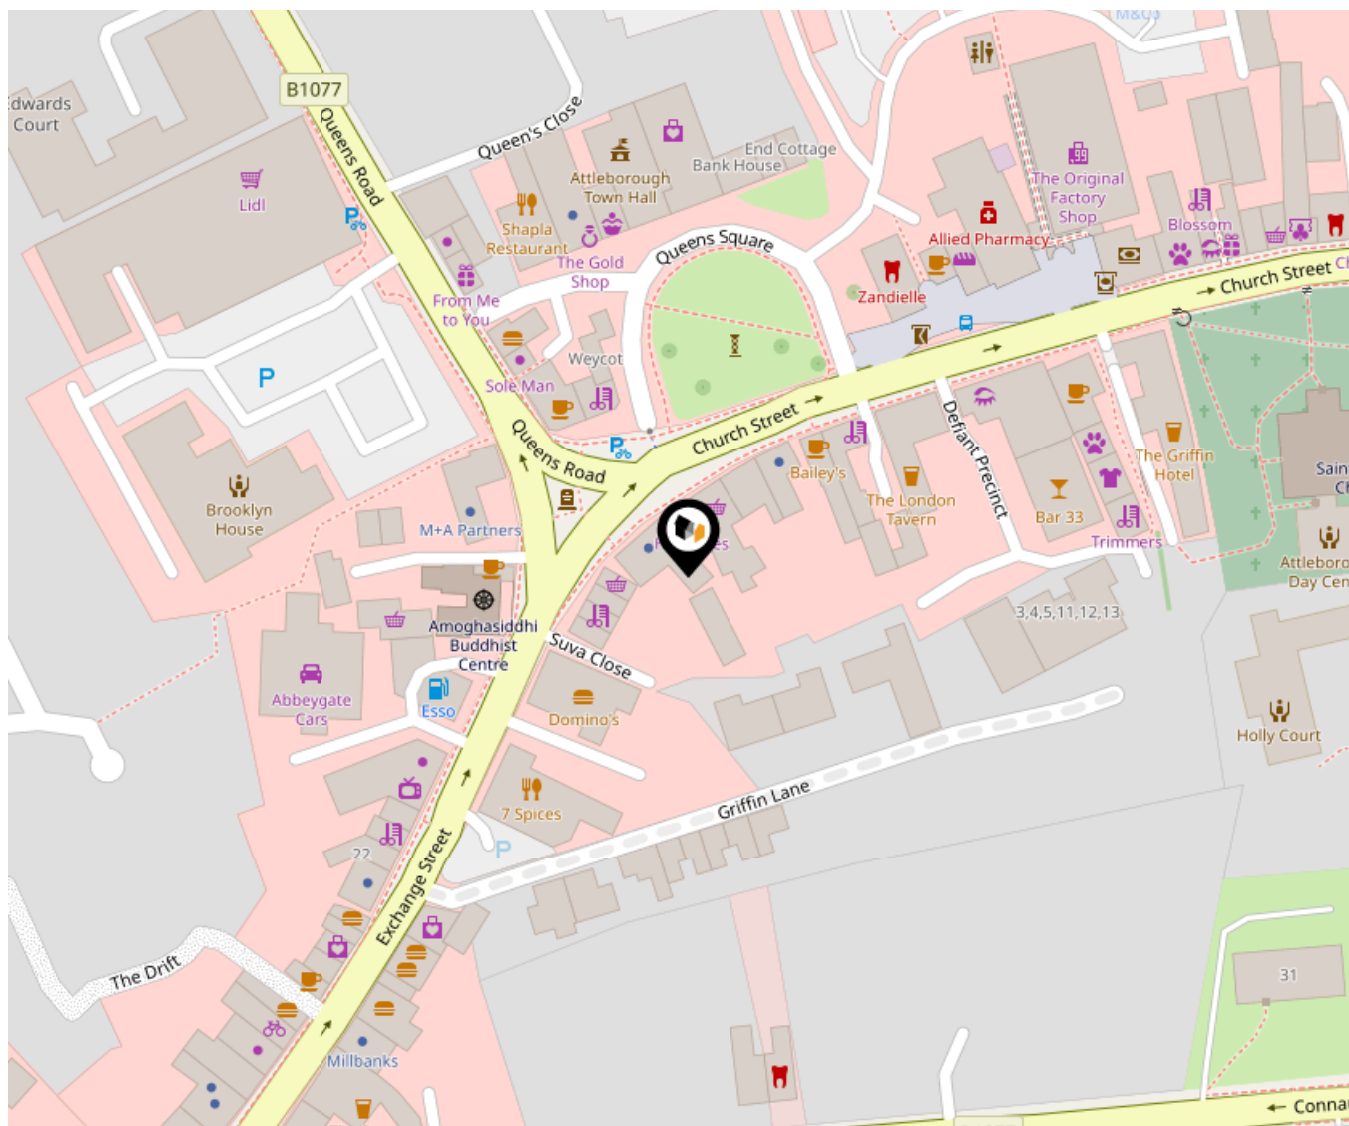 M&Co
B1077
Edwards
Court
Queens Road
Queen's Close
End Cottage
Bank House
Attleborough
Town Hall
The Original
Factory
Shop
Lidl
P
Shapla
Restaurant
Blossom
Queens Square
Allied Pharmacy
The Gold
Shop
Church Street
Zandielle
From Me
to You
Weycot
P
Sole Man
Church Street
Defiant Precinct
Queens Road
P
Bailey's
The Griffin
Hotel
The London
Tavern
Bar 33
Brooklyn
House
M+A Partners
Trimmers
Day Cen
3,4,5,11,12,13
Amoghasiddhi
Buddhist
Centre
Suva Close
Abbeygate
Cars
Esso
Domino's
Holly Court
7 Spices
Griffin Lane
P
22
Exchange Street
The Drift
31
Millbanks
Conna